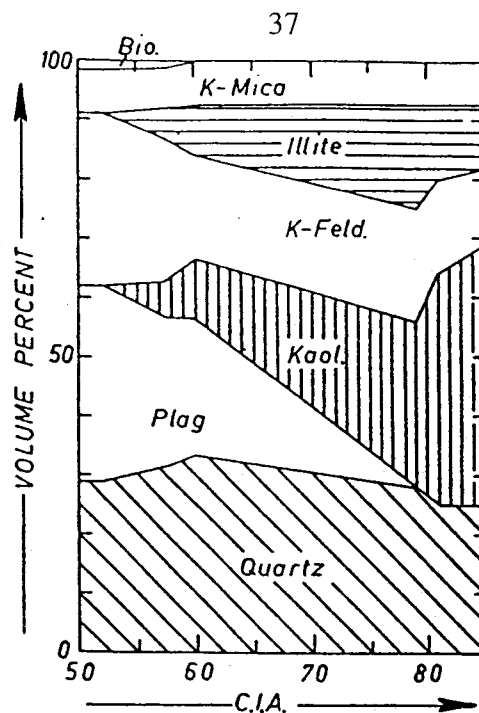 37
100
Bio.
K-Mica
Illite
K-Feld.
50
Kaol.
Plag
Quartz
0
VOLUME PERCENT
50 60 70 80
C.I.A.